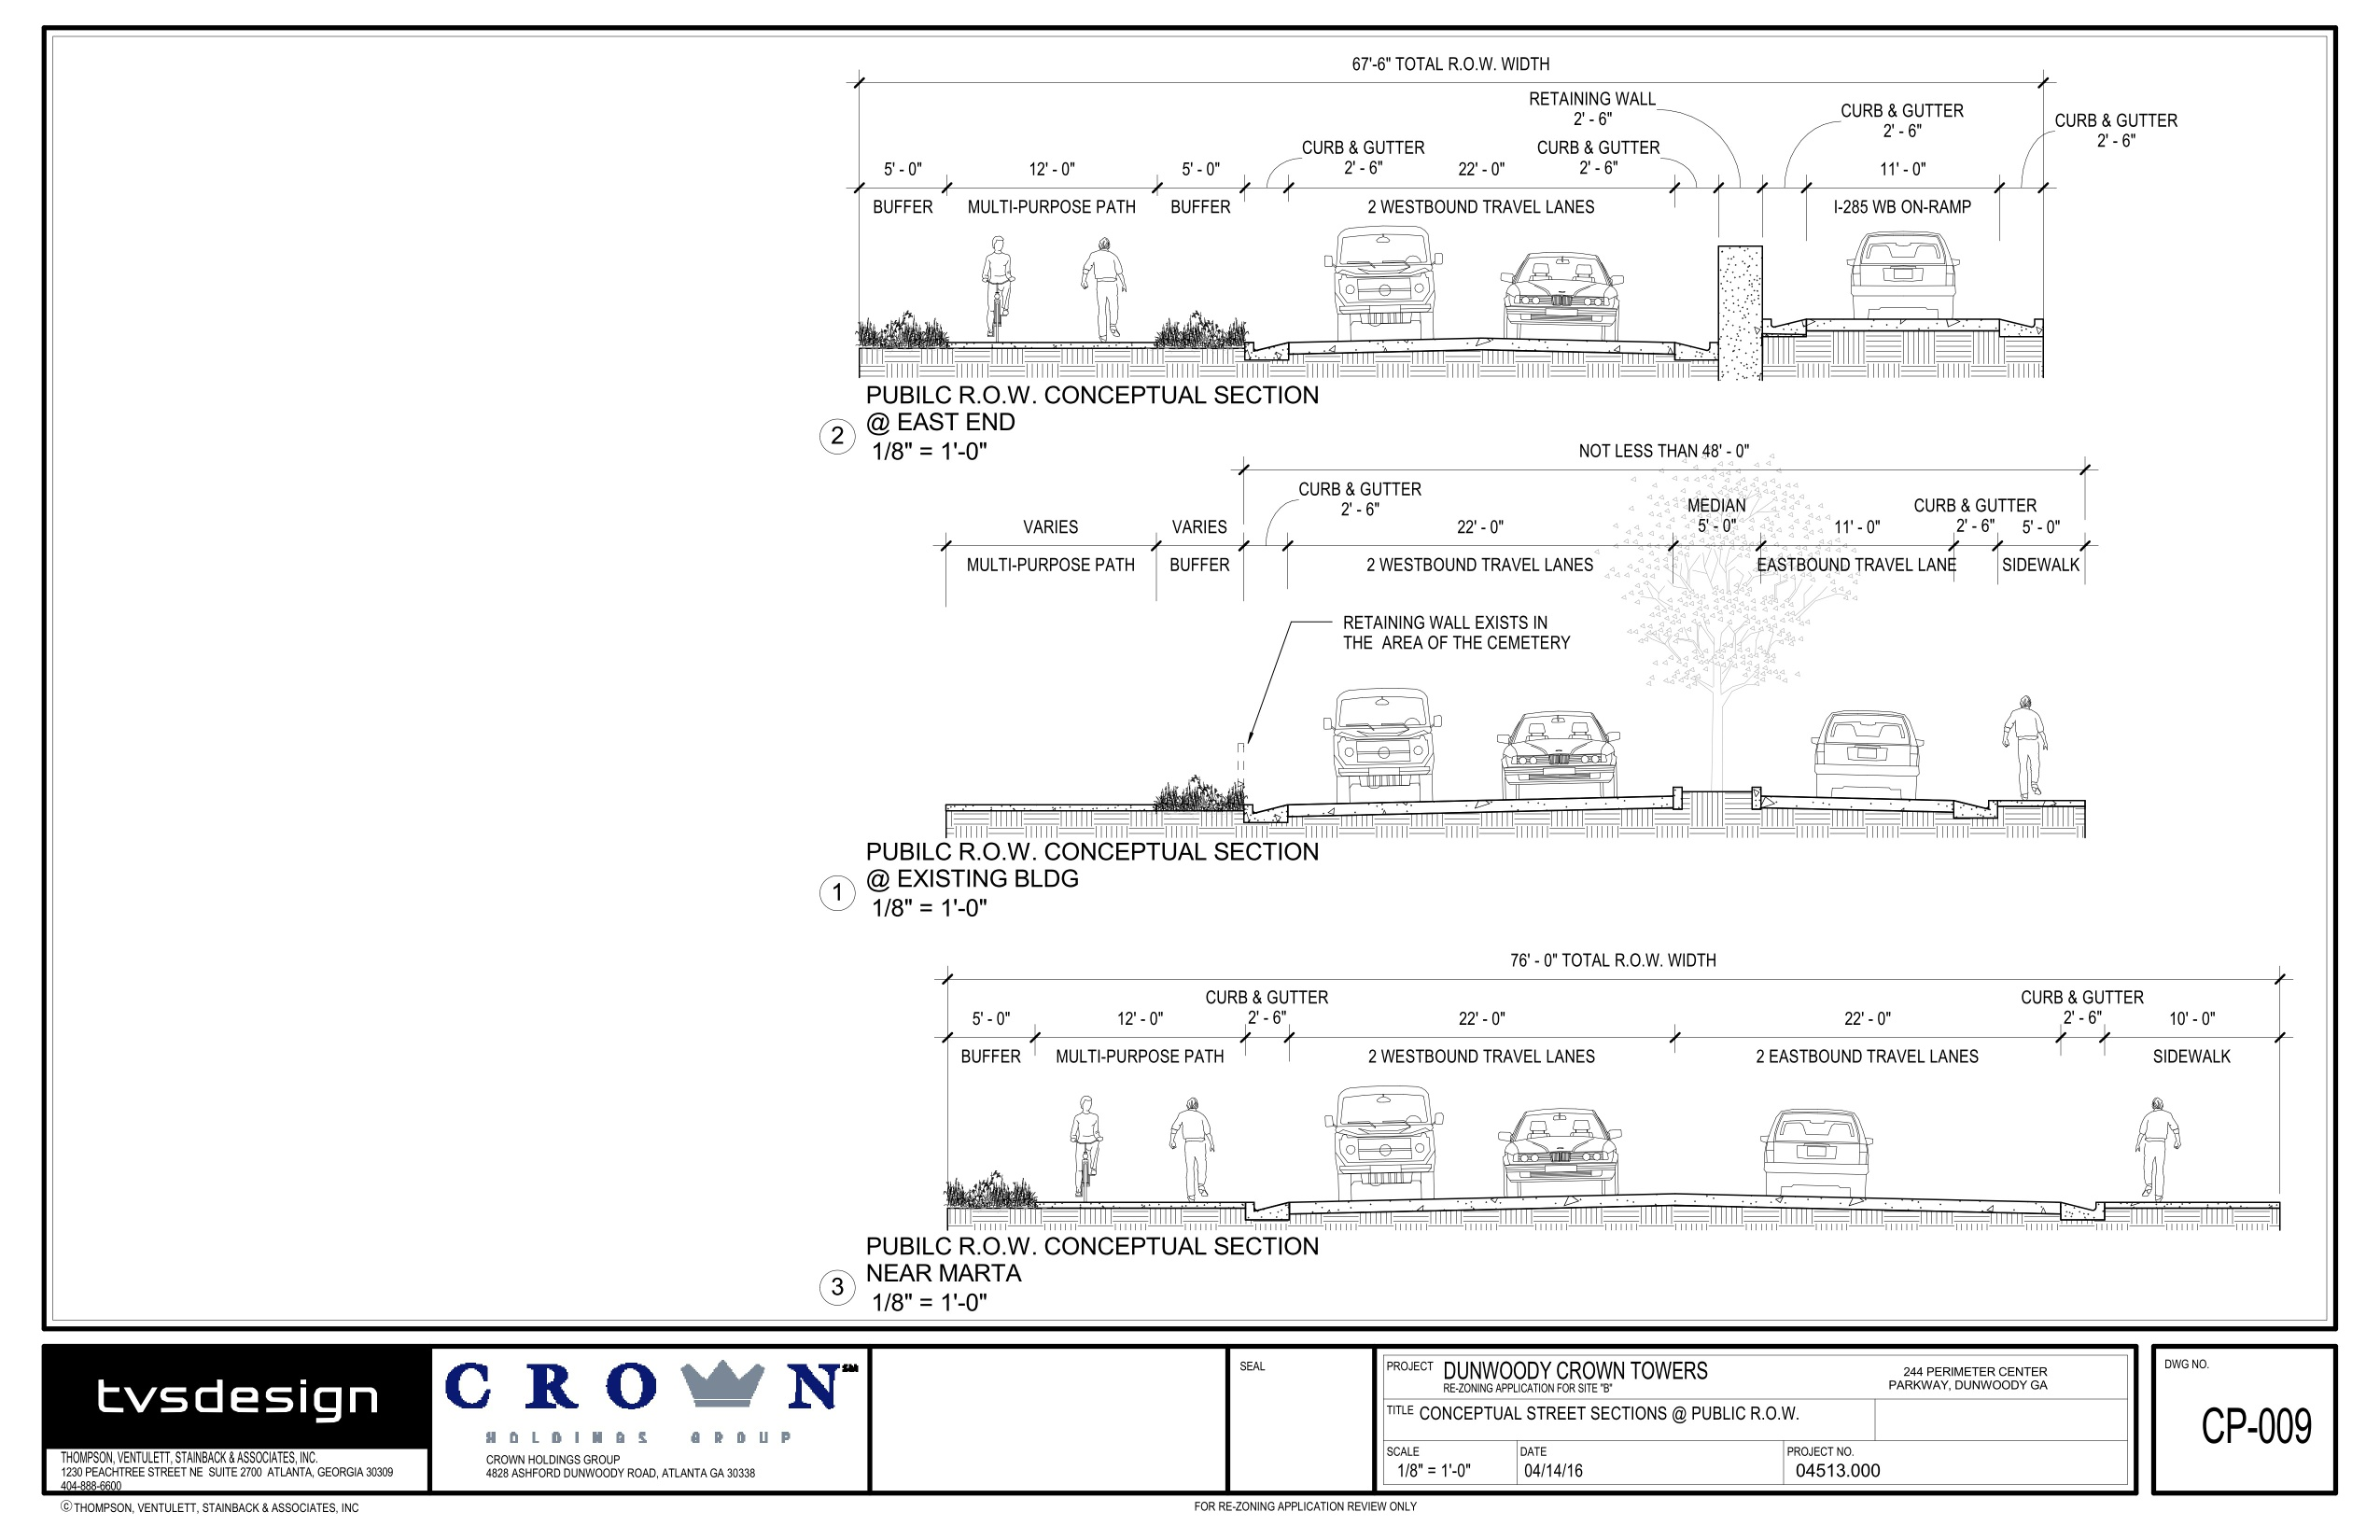 67'-6" TOTAL R.O.W. WIDTH
RETAINING WALL
2' - 6"
CURB & GUTTER
2' - 6"
CURB & GUTTER
2' - 6"
CURB & GUTTER
2' - 6"
CURB & GUTTER
2' - 6"
5' - 0"
12' - 0"
5' - 0"
22' - 0"
11' - 0"
BUFFER
MULTI-PURPOSE PATH
BUFFER
2 WESTBOUND TRAVEL LANES
I-285 WB ON-RAMP
PUBILC R.O.W. CONCEPTUAL SECTION
@ EAST END
2
1/8" = 1'-0"
NOT LESS THAN 48' - 0"
CURB & GUTTER
2' - 6"
MEDIAN
5' - 0"
CURB & GUTTER
2' - 6"
VARIES
VARIES
22' - 0"
11' - 0"
5' - 0"
MULTI-PURPOSE PATH
BUFFER
2 WESTBOUND TRAVEL LANES
EASTBOUND TRAVEL LANE
SIDEWALK
RETAINING WALL EXISTS IN
THE AREA OF THE CEMETERY
PUBILC R.O.W. CONCEPTUAL SECTION
@ EXISTING BLDG
1
1/8" = 1'-0"
76' - 0" TOTAL R.O.W. WIDTH
CURB & GUTTER
CURB & GUTTER
5' - 0"
12' - 0"
2' - 6"
22' - 0"
22' - 0"
2' - 6"
10' - 0"
BUFFER
MULTI-PURPOSE PATH
2 WESTBOUND TRAVEL LANES
2 EASTBOUND TRAVEL LANES
SIDEWALK
PUBILC R.O.W. CONCEPTUAL SECTION
NEAR MARTA
3
1/8" = 1'-0"
tvsdesign
THOMPSON, VENTULETT, STAINBACK & ASSOCIATES, INC.
1230 PEACHTREE STREET NE SUITE 2700 ATLANTA, GEORGIA 30309
404-888-6600
CROWN SM
HOLDINGS GROUP
CROWN HOLDINGS GROUP
4828 ASHFORD DUNWOODY ROAD, ATLANTA GA 30338
SEAL
PROJECT DUNWOODY CROWN TOWERS
RE-ZONING APPLICATION FOR SITE "B"
244 PERIMETER CENTER
PARKWAY, DUNWOODY GA
TITLE CONCEPTUAL STREET SECTIONS @ PUBLIC R.O.W.
SCALE
1/8" = 1'-0"
DATE
04/14/16
PROJECT NO.
04513.000
DWG NO.
CP-009
© THOMPSON, VENTULETT, STAINBACK & ASSOCIATES, INC
FOR RE-ZONING APPLICATION REVIEW ONLY